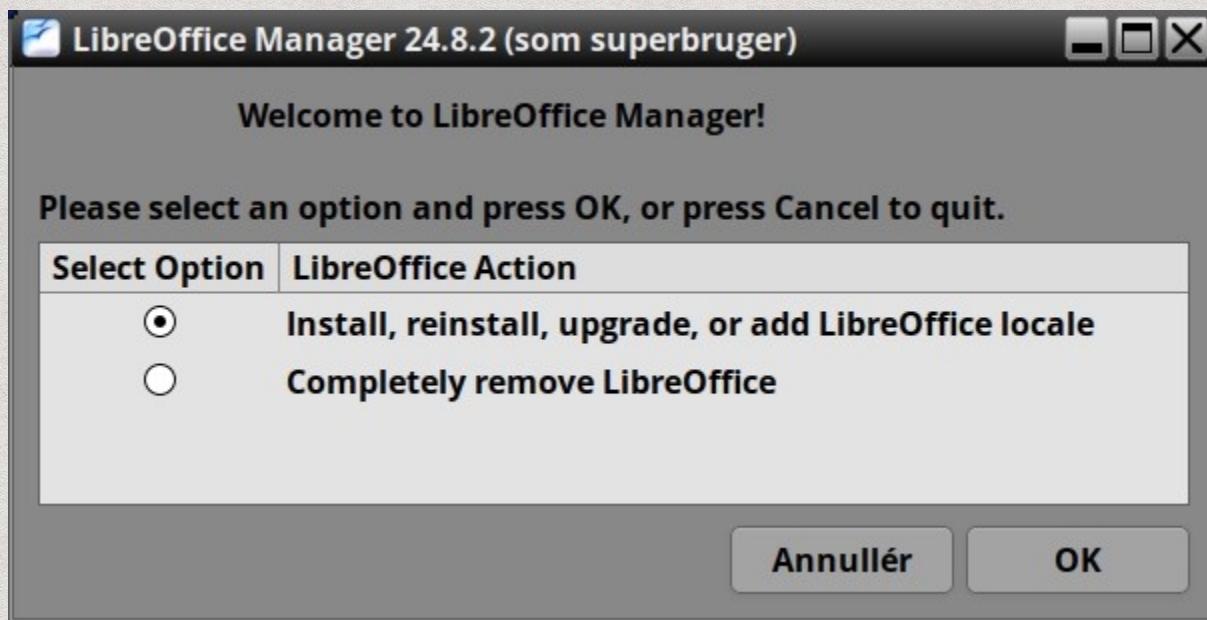 LibreOffice Manager 24.8.2 (som superbruger)
Welcome to LibreOffice Manager!
Please select an option and press OK, or press Cancel to quit.
Select Option LibreOffice Action
Install, reinstall, upgrade, or add LibreOffice locale
Completely remove LibreOffice
Annullér OK